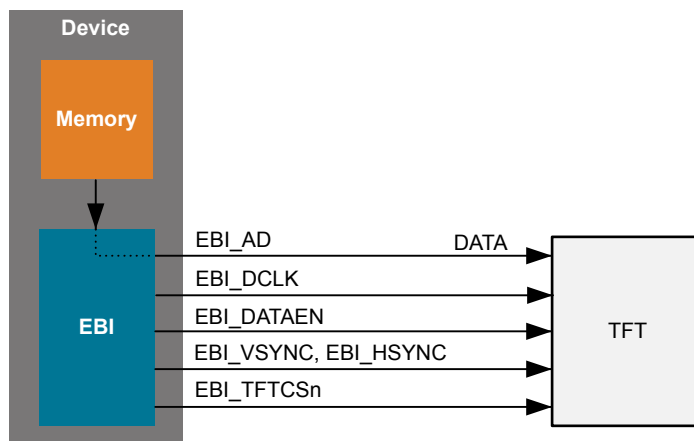 Device
Memory
EBI_AD
DATA
EBI_DCLK
EBI_DATAEN
EBI
TFT
EBI_VSYNC, EBI_HSYNC
EBI_TFTCSn